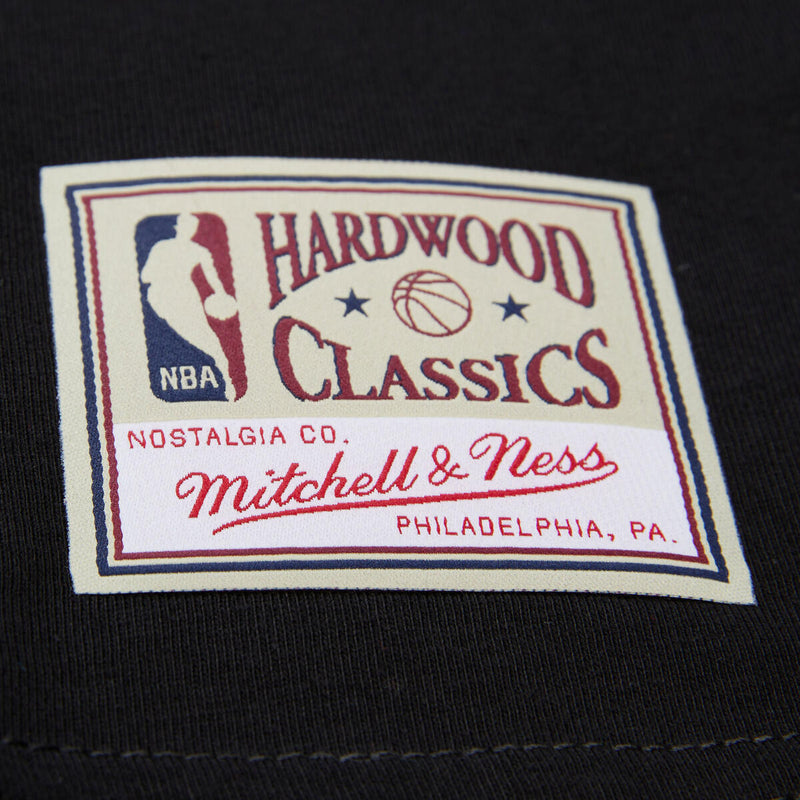 HARDWOOD
CLASSICS
NBA
NOSTALGIA CO.
Mitchell & Ness
PHILADELPHIA, PA.